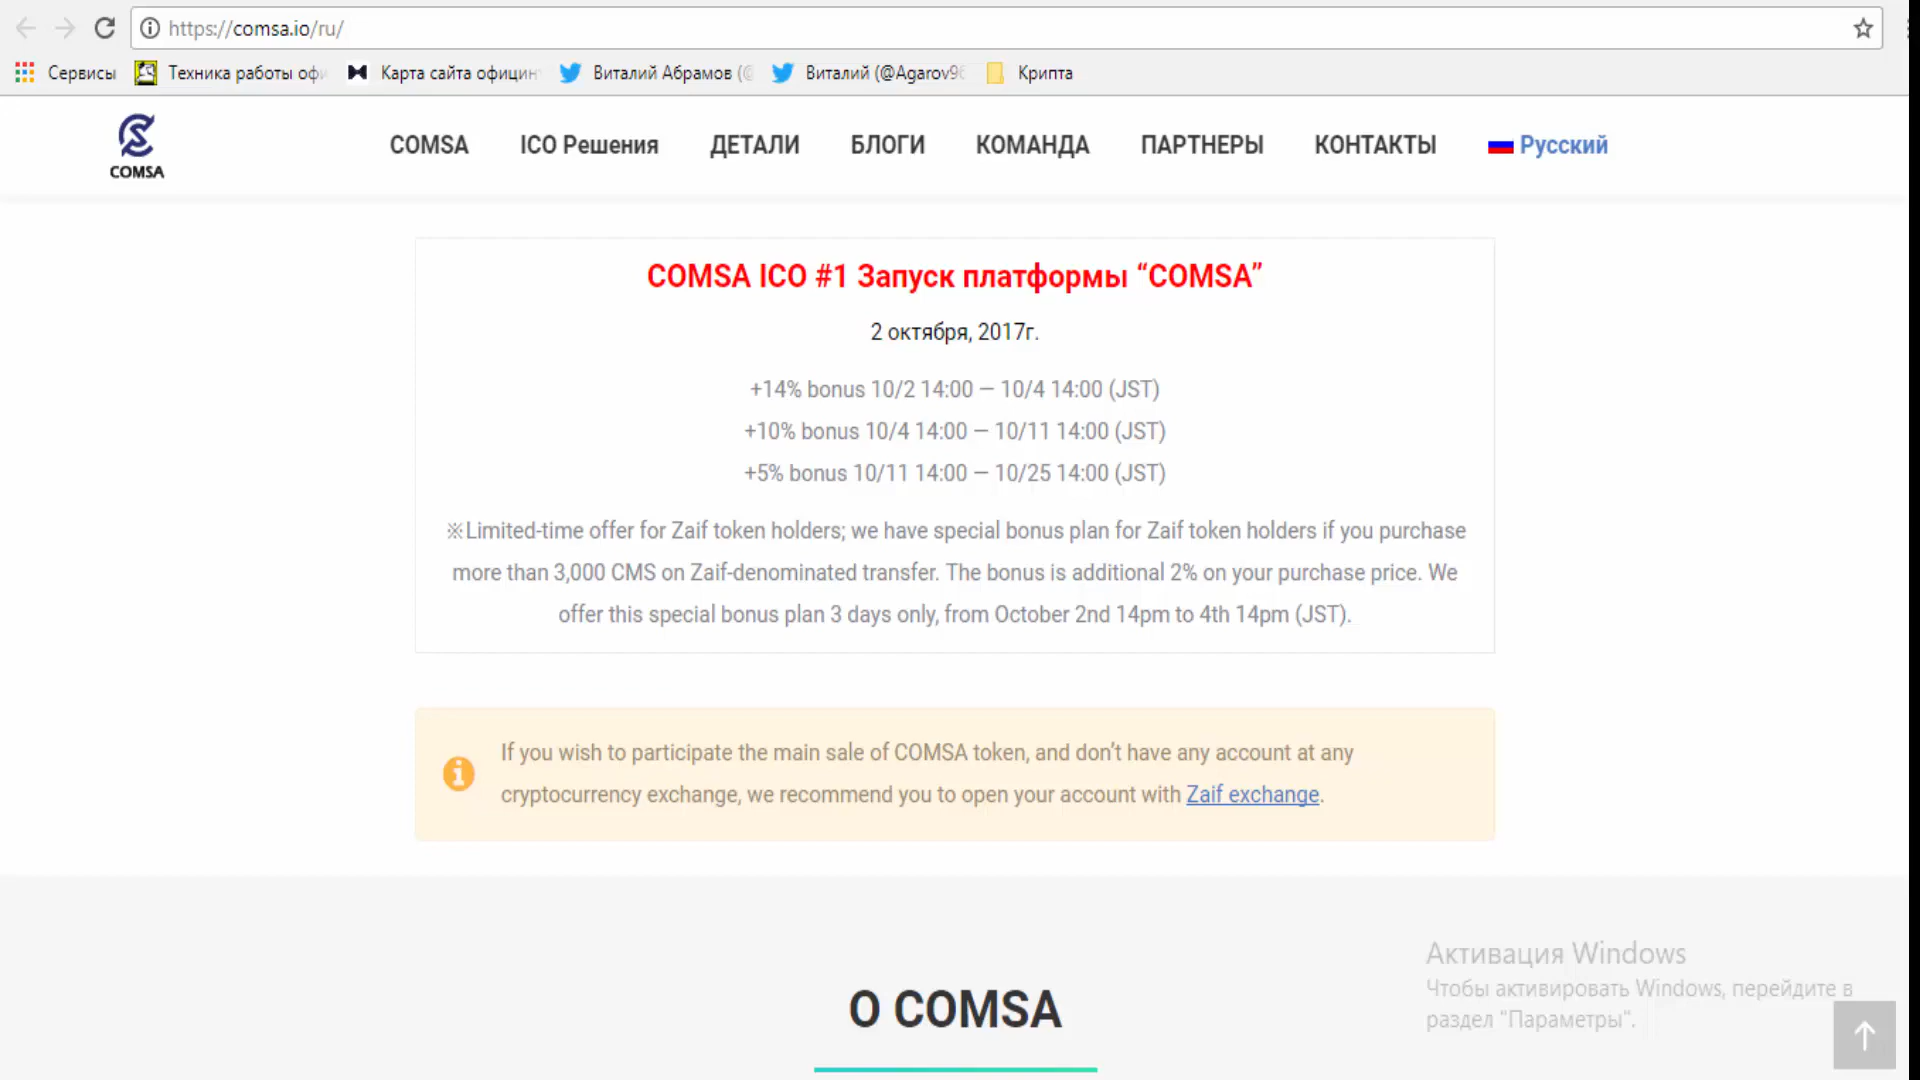 https://comsa.io/ru/
Сервисы Техника работы офи Карта сайта официн Виталий Абрамов (@ Виталий (@Agarov96 Крипта
COMSA
COMSA ICO Решения ДЕТАЛИ БЛОГИ КОМАНДА ПАРТНЕРЫ КОНТАКТЫ Русский
COMSA ICO #1 Запуск платформы “COMSA”
2 октября, 2017г.
+14% bonus 10/2 14:00 — 10/4 14:00 (JST)
+10% bonus 10/4 14:00 — 10/11 14:00 (JST)
+5% bonus 10/11 14:00 — 10/25 14:00 (JST)
※Limited-time offer for Zaif token holders; we have special bonus plan for Zaif token holders if you purchase
more than 3,000 CMS on Zaif-denominated transfer. The bonus is additional 2% on your purchase price. We
offer this special bonus plan 3 days only, from October 2nd 14pm to 4th 14pm (JST).
If you wish to participate the main sale of COMSA token, and don’t have any account at any
cryptocurrency exchange, we recommend you to open your account with Zaif exchange.
О COMSA
Активация Windows
Чтобы активировать Windows, перейдите в
раздел "Параметры".